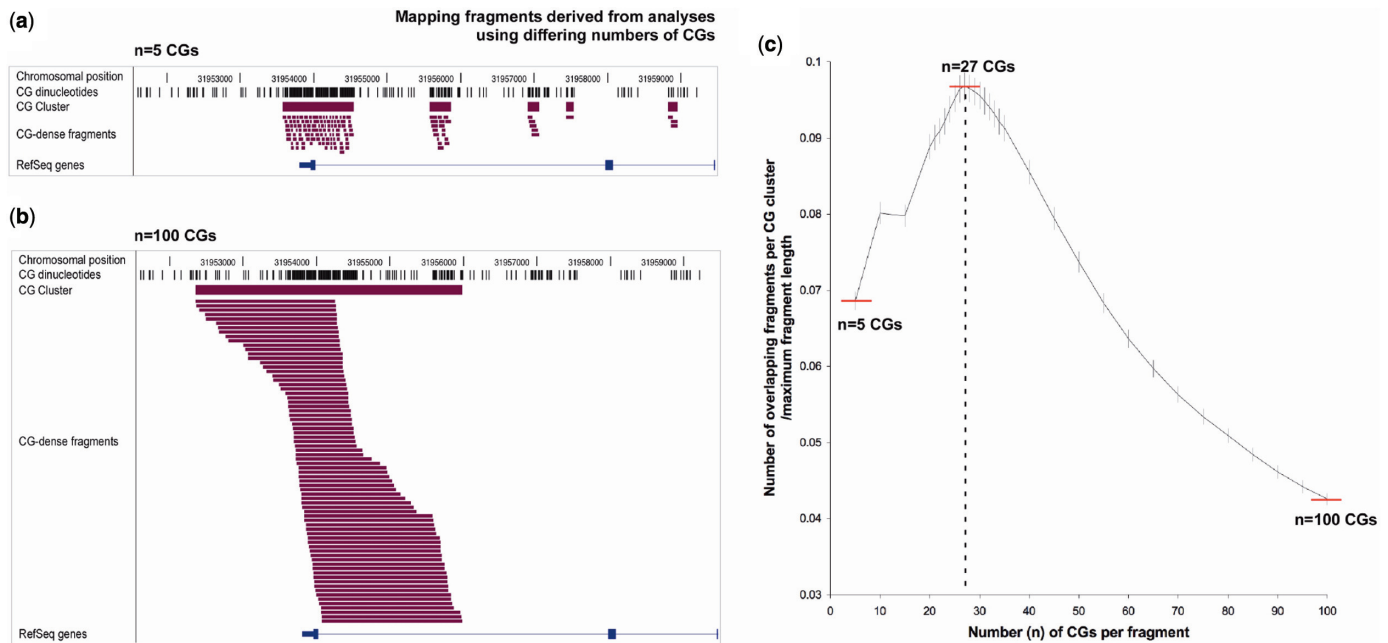 (a)
Mapping fragments derived from analyses
using differing numbers of CGs
n=5 CGs
Chromosomal position 31953000 31954000 31955000 31956000 31957000 31958000 31959000
CG dinucleotides
CG Cluster
CG-dense fragments
RefSeq genes
(b)
n=100 CGs
Chromosomal position 31953000 31954000 31955000 31956000 31957000 31958000 31959000
CG dinucleotides
CG Cluster
CG-dense fragments
RefSeq genes
(c)
Number of overlapping fragments per CG cluster
/maximum fragment length
0.1
0.09
0.08
0.07
0.06
0.05
0.04
0.03
n=27 CGs
n=5 CGs
n=100 CGs
0 10 20 30 40 50 60 70 80 90 100
Number (n) of CGs per fragment